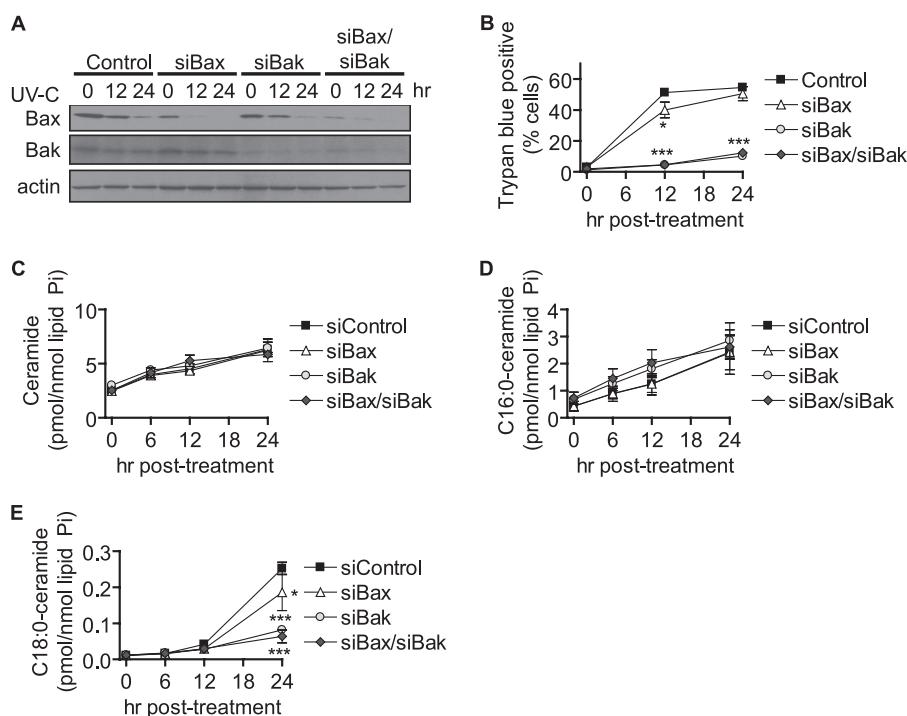 A
Control siBax siBak siBax/
siBak
UV-C 0 12 24 0 12 24 0 12 24 0 12 24 hr
Bax
Bak
actin
B
Trypan blue positive
(% cells)
60
40
20
0
0 6 12 18 24
hr post-treatment
*
***
***
Control
siBax
siBak
siBax/siBak
C
Ceramide
(pmol/nmol lipid Pi)
10
5
0
0 6 12 18 24
hr post-treatment
siControl
siBax
siBak
siBax/siBak
D
C16:0-ceramide
(pmol/nmol lipid Pi)
4
3
2
1
0
0 6 12 18 24
hr post-treatment
siControl
siBax
siBak
siBax/siBak
E
C18:0-ceramide
(pmol/nmol lipid Pi)
0.3
0.2
0.1
0.0
0 6 12 18 24
hr post-treatment
*
***
***
siControl
siBax
siBak
siBax/siBak